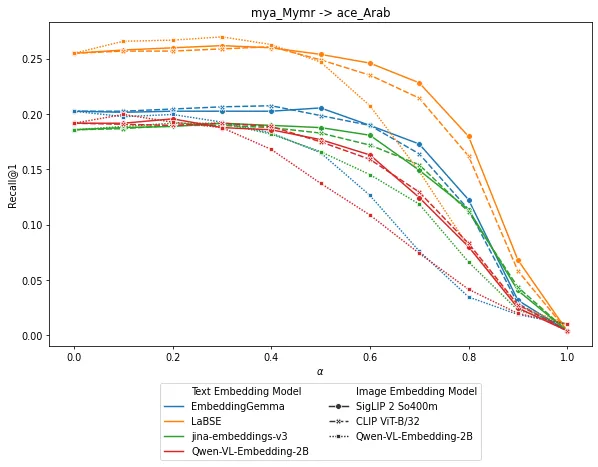 mya_Mymr -> ace_Arab
Recall@1
0.25
0.20
0.15
0.10
0.05
0.00
0.0 0.2 0.4 0.6 0.8 1.0
α
Text Embedding Model Image Embedding Model
EmbeddingGemma SigLIP 2 So400m
LaBSE CLIP ViT-B/32
jina-embeddings-v3 Qwen-VL-Embedding-2B
Qwen-VL-Embedding-2B